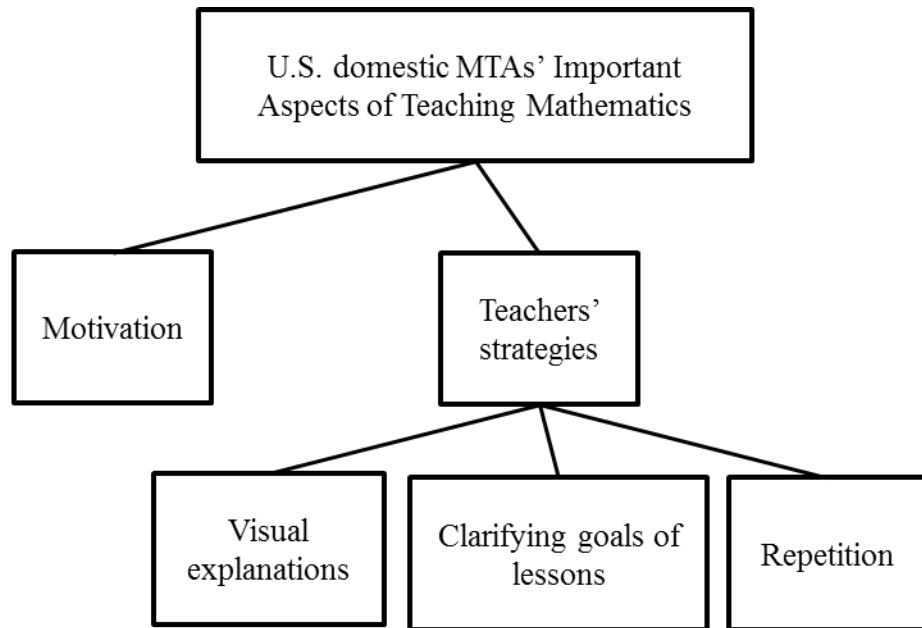 U.S. domestic MTAs’ Important
Aspects of Teaching Mathematics
Motivation
Teachers’
strategies
Visual
explanations
Clarifying goals of
lessons
Repetition